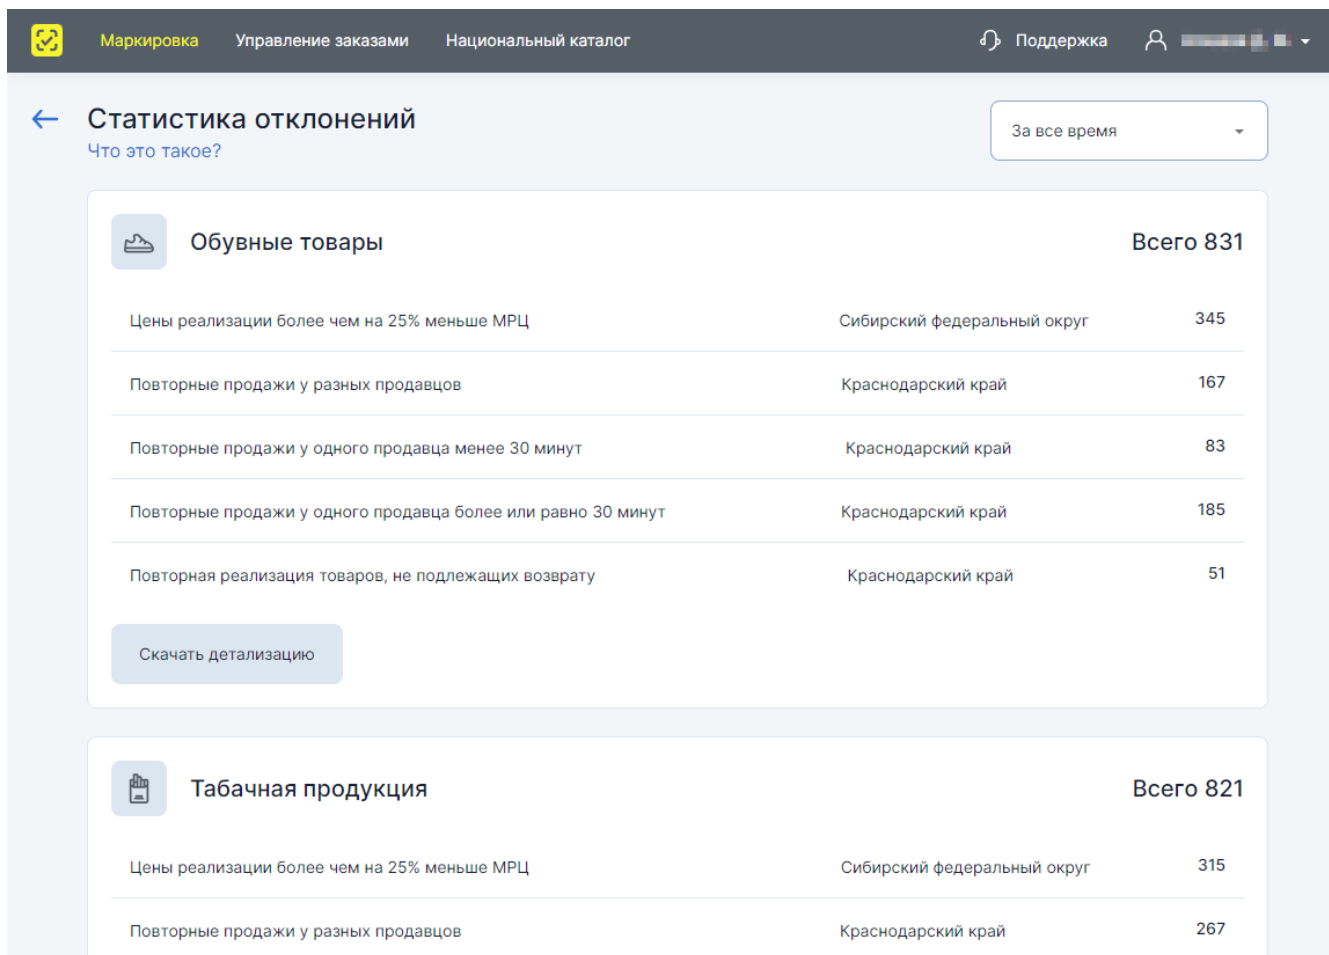 Маркировка Управление заказами Национальный каталог Поддержка
Статистика отклонений
Что это такое?
За все время
Обувные товары Всего 831
Цены реализации более чем на 25% меньше МРЦ Сибирский федеральный округ 345
Повторные продажи у разных продавцов Краснодарский край 167
Повторные продажи у одного продавца менее 30 минут Краснодарский край 83
Повторные продажи у одного продавца более или равно 30 минут Краснодарский край 185
Повторная реализация товаров, не подлежащих возврату Краснодарский край 51
Скачать детализацию
Табачная продукция Всего 821
Цены реализации более чем на 25% меньше МРЦ Сибирский федеральный округ 315
Повторные продажи у разных продавцов Краснодарский край 267